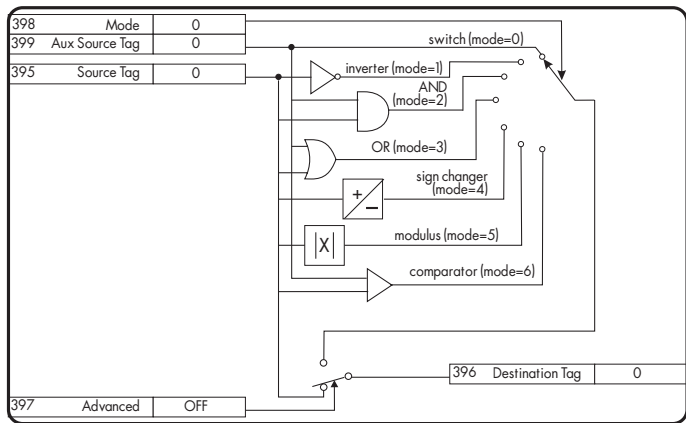 398 Mode 0
399 Aux Source Tag 0
395 Source Tag 0
switch (mode=0)
inverter (mode=1)
AND
(mode=2)
OR (mode=3)
+
−
sign changer
(mode=4)
|X|
modulus (mode=5)
comparator (mode=6)
396 Destination Tag 0
397 Advanced OFF